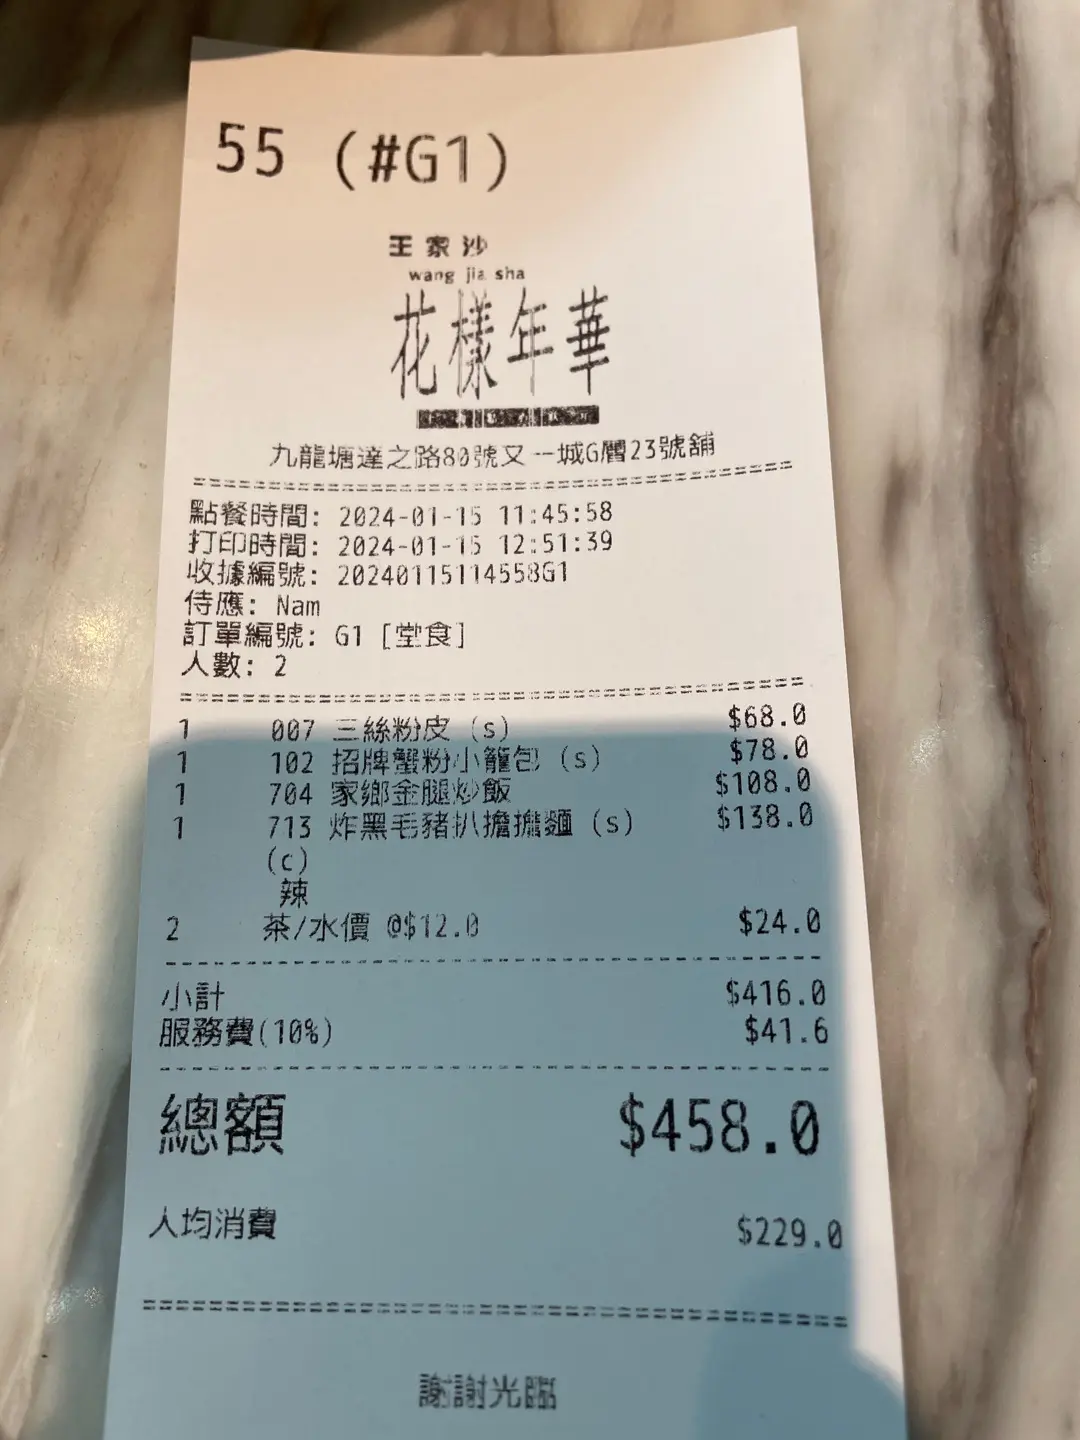 55 (#G1)
王家沙
wang jia sha
花樣年華
九龍塘達之路80號又一城G層23號舖
點餐時間: 2024-01-15 11:45:58
打印時間: 2024-01-15 12:51:39
收據編號: 20240115114558G1
侍應: Nam
訂單編號: G1 [堂食]
人數: 2
1 007 三絲粉皮 (s) $68.0
1 102 招牌蟹粉小籠包 (s) $78.0
1 704 家鄉金腿炒飯 $108.0
1 713 炸黑毛豬扒擔擔麵 (s) $138.0
(c)
辣
2 茶/水價 @$12.0 $24.0
小計 $416.0
服務費(10%) $41.6
總額 $458.0
人均消費 $229.0
謝謝光臨